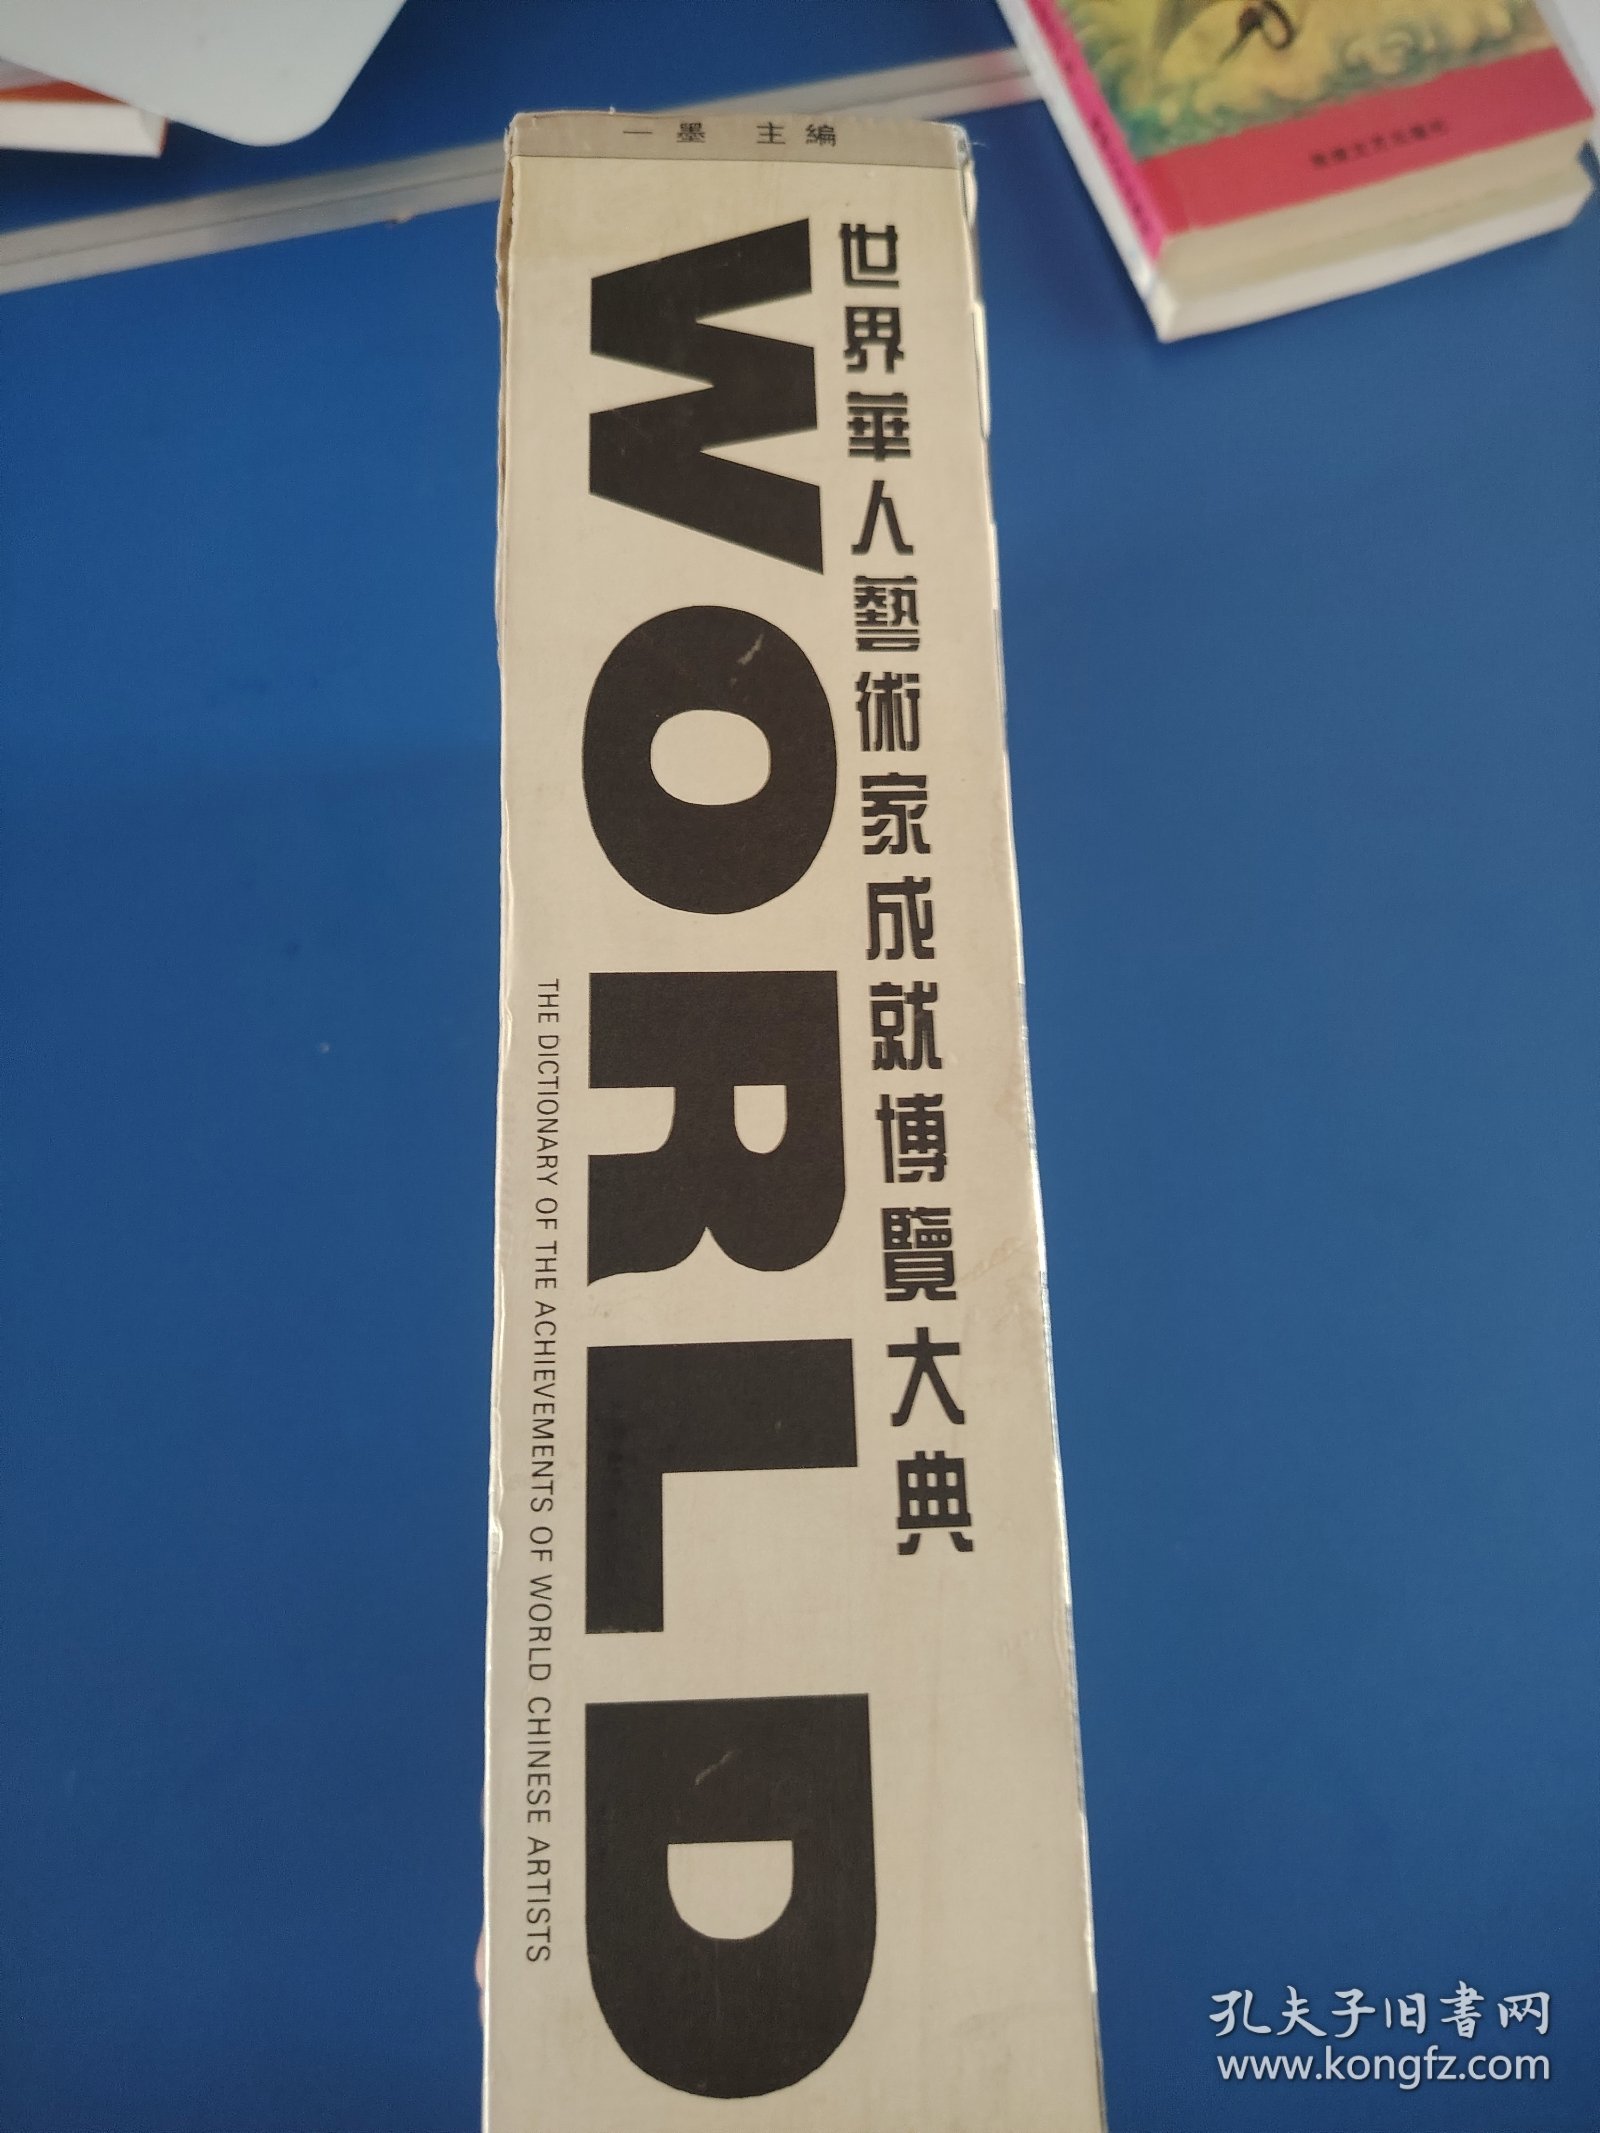 一墨 主編
世界華人藝術家成就博覽大典
WORLD
THE DICTIONARY OF THE ACHIEVEMENTS OF WORLD CHINESE ARTISTS
孔夫子旧書网
www.kongfz.com